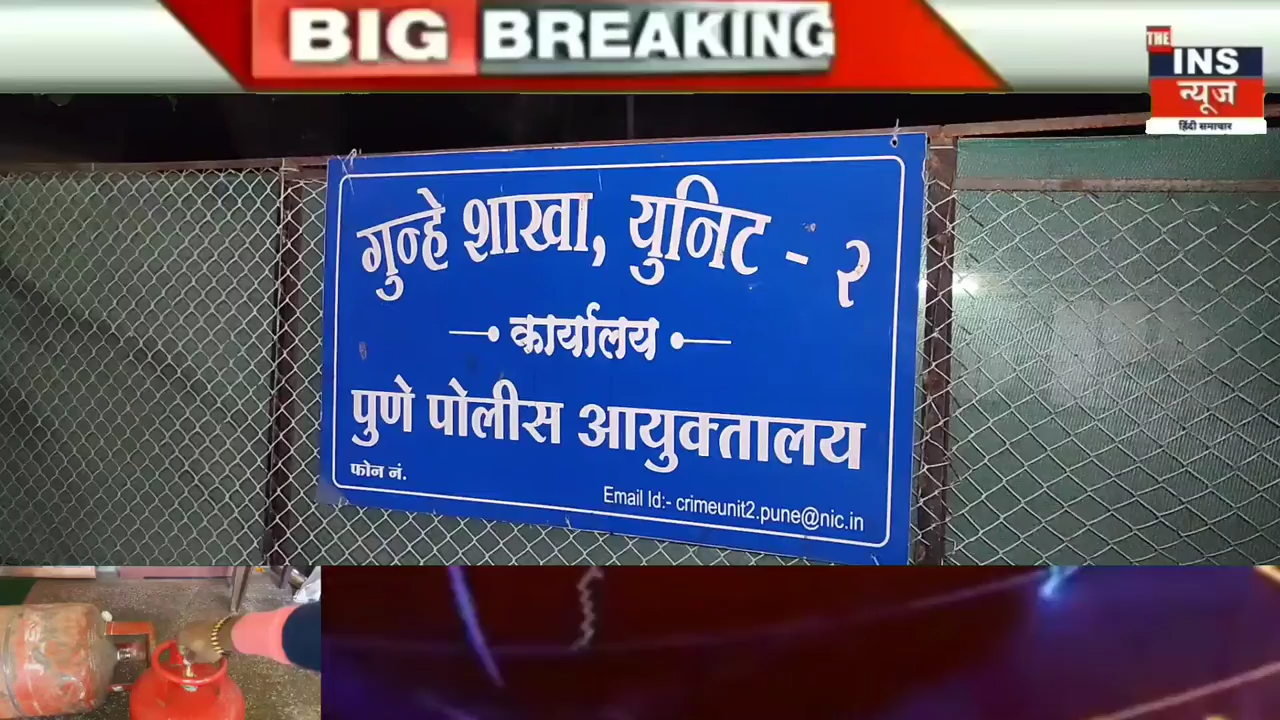 BIG BREAKING
THE
INS
न्यूज
हिंदी समाचार
गुन्हे शाखा, युनिट - २
कार्यालय
पुणे पोलीस आयुक्तालय
फोन नं.
Email Id:- crimeunit2.pune@nic.in